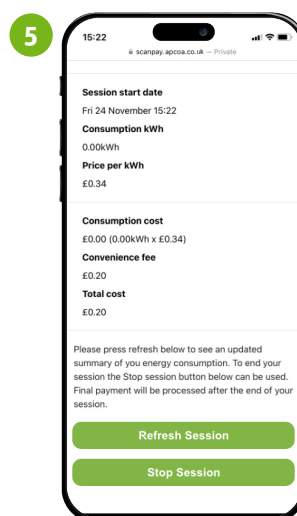 5
15:22
scanpay.apcoa.co.uk — Private
Session start date
Fri 24 November 15:22
Consumption kWh
0.00kWh
Price per kWh
£0.34
Consumption cost
£0.00 (0.00kWh x £0.34)
Convenience fee
£0.20
Total cost
£0.20
Please press refresh below to see an updated
summary of you energy consumption. To end your
session the Stop session button below can be used.
Final payment will be processed after the end of your
session.
Refresh Session
Stop Session